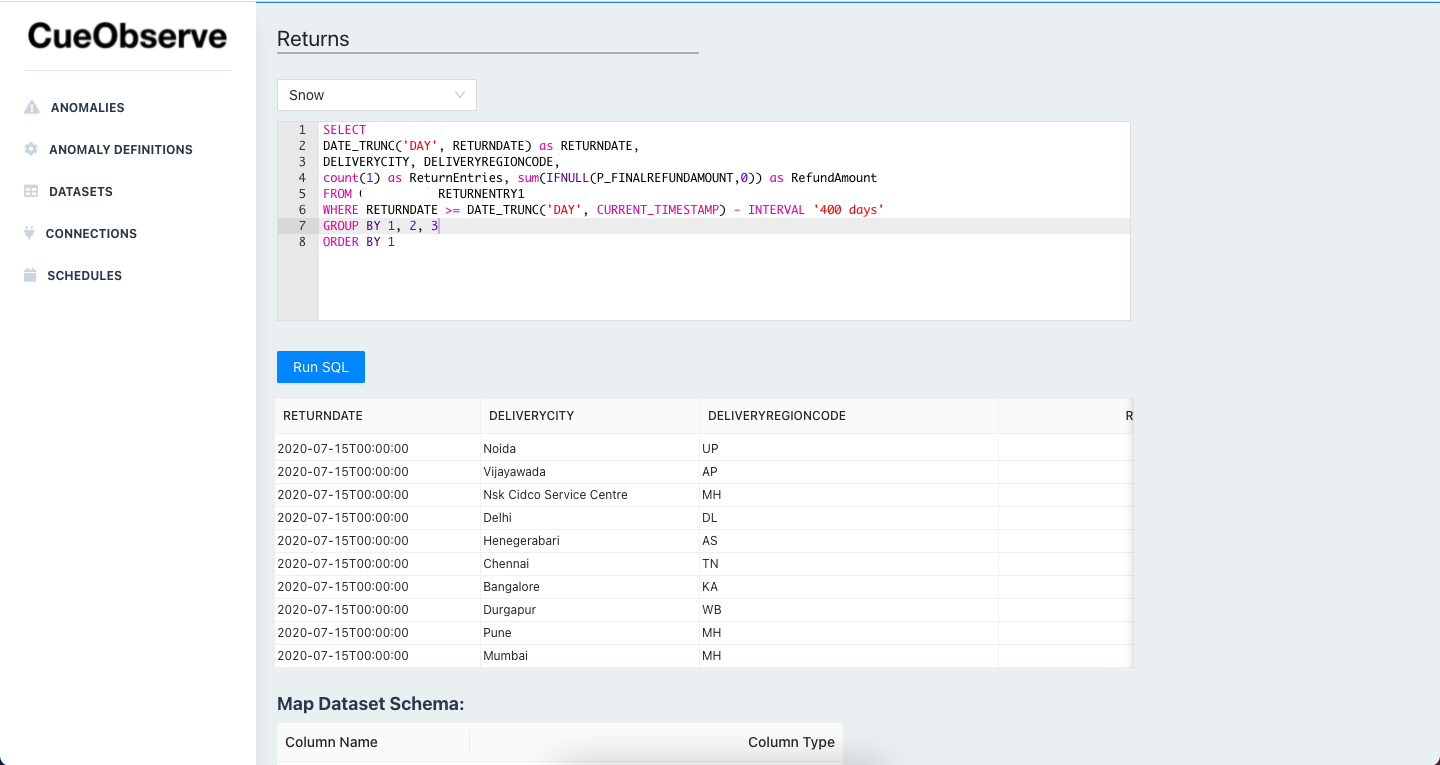 CueObserve
ANOMALIES
ANOMALY DEFINITIONS
DATASETS
CONNECTIONS
SCHEDULES
Returns
Snow
1 SELECT
2 DATE_TRUNC('DAY', RETURNDATE) as RETURNDATE,
3 DELIVERYCITY, DELIVERYREGIONCODE,
4 count(1) as ReturnEntries, sum(IFNULL(P_FINALREFUNDAMOUNT,0)) as RefundAmount
5 FROM RETURNENTRY1
6 WHERE RETURNDATE >= DATE_TRUNC('DAY', CURRENT_TIMESTAMP) - INTERVAL '400 days'
7 GROUP BY 1, 2, 3
8 ORDER BY 1
Run SQL
RETURNDATE DELIVERYCITY DELIVERYREGIONCODE R
2020-07-15T00:00:00 Noida UP
2020-07-15T00:00:00 Vijayawada AP
2020-07-15T00:00:00 Nsk Cidco Service Centre MH
2020-07-15T00:00:00 Delhi DL
2020-07-15T00:00:00 Henegerabari AS
2020-07-15T00:00:00 Chennai TN
2020-07-15T00:00:00 Bangalore KA
2020-07-15T00:00:00 Durgapur WB
2020-07-15T00:00:00 Pune MH
2020-07-15T00:00:00 Mumbai MH
Map Dataset Schema:
Column Name Column Type